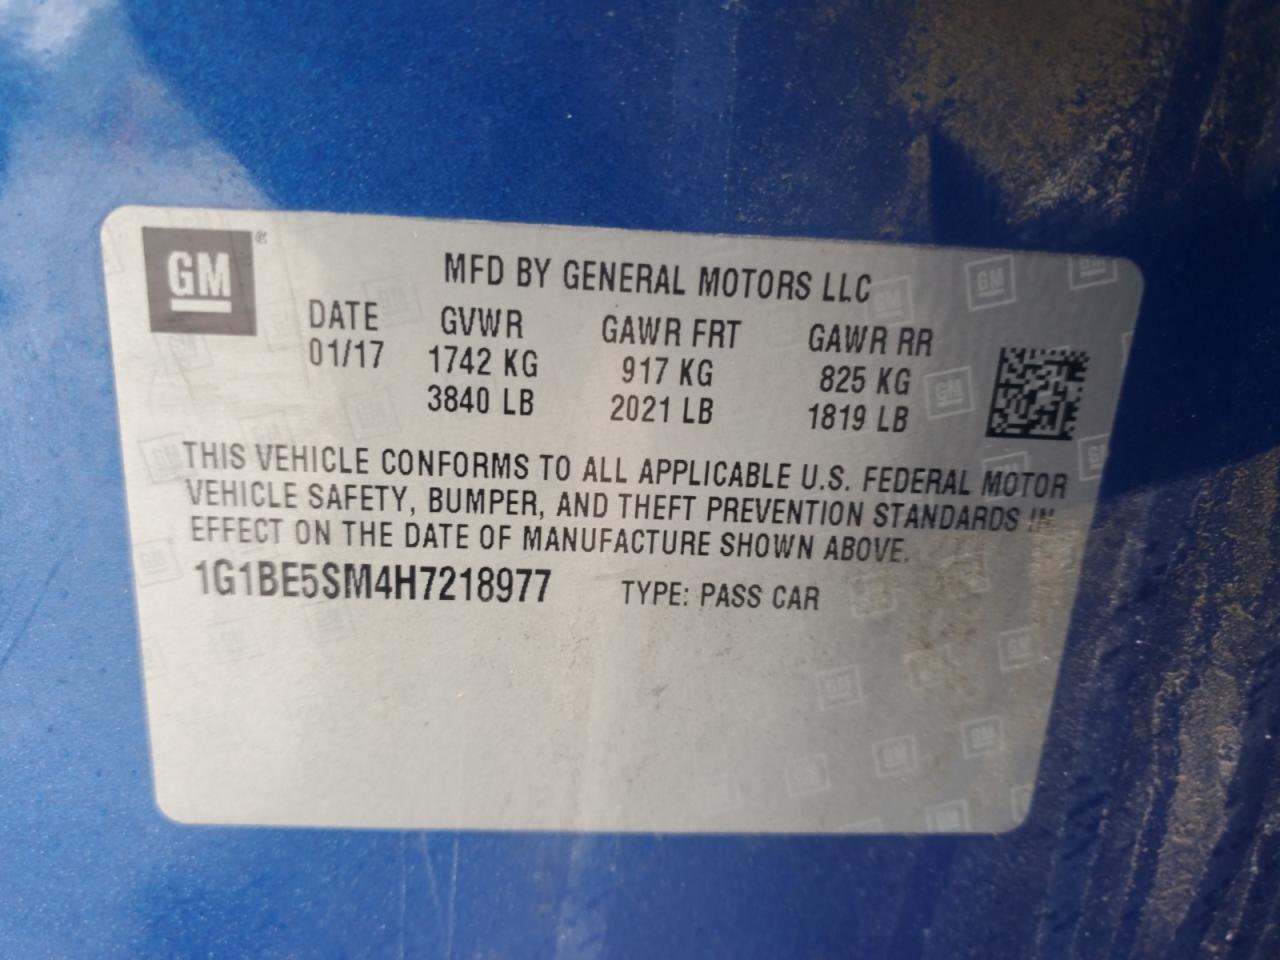 GM
MFD BY GENERAL MOTORS LLC
DATE GVWR GAWR FRT GAWR RR
01/17 1742 KG 917 KG 825 KG
3840 LB 2021 LB 1819 LB
THIS VEHICLE CONFORMS TO ALL APPLICABLE U.S. FEDERAL MOTOR
VEHICLE SAFETY, BUMPER, AND THEFT PREVENTION STANDARDS IN
EFFECT ON THE DATE OF MANUFACTURE SHOWN ABOVE.
1G1BE5SM4H7218977 TYPE: PASS CAR